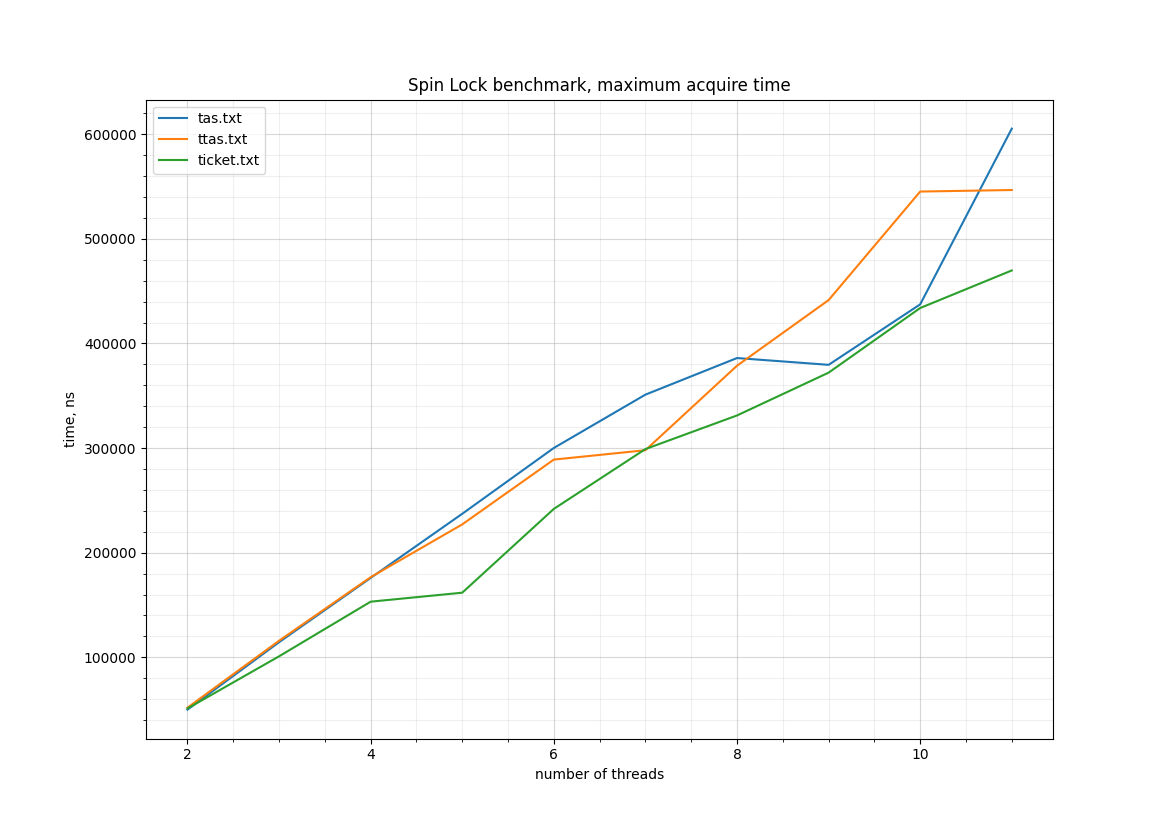 Spin Lock benchmark, maximum acquire time
tas.txt
ttas.txt
ticket.txt
600000
500000
400000
300000
200000
100000
time, ns
2 4 6 8 10
number of threads